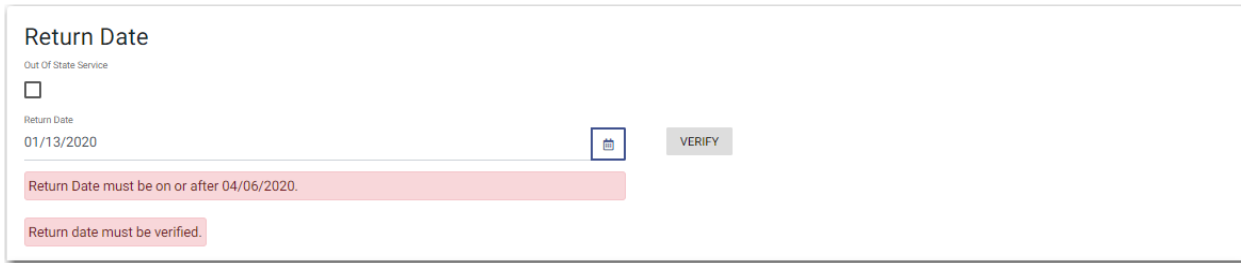 Return Date
Out Of State Service
Return Date
01/13/2020
VERIFY
Return Date must be on or after 04/06/2020.
Return date must be verified.